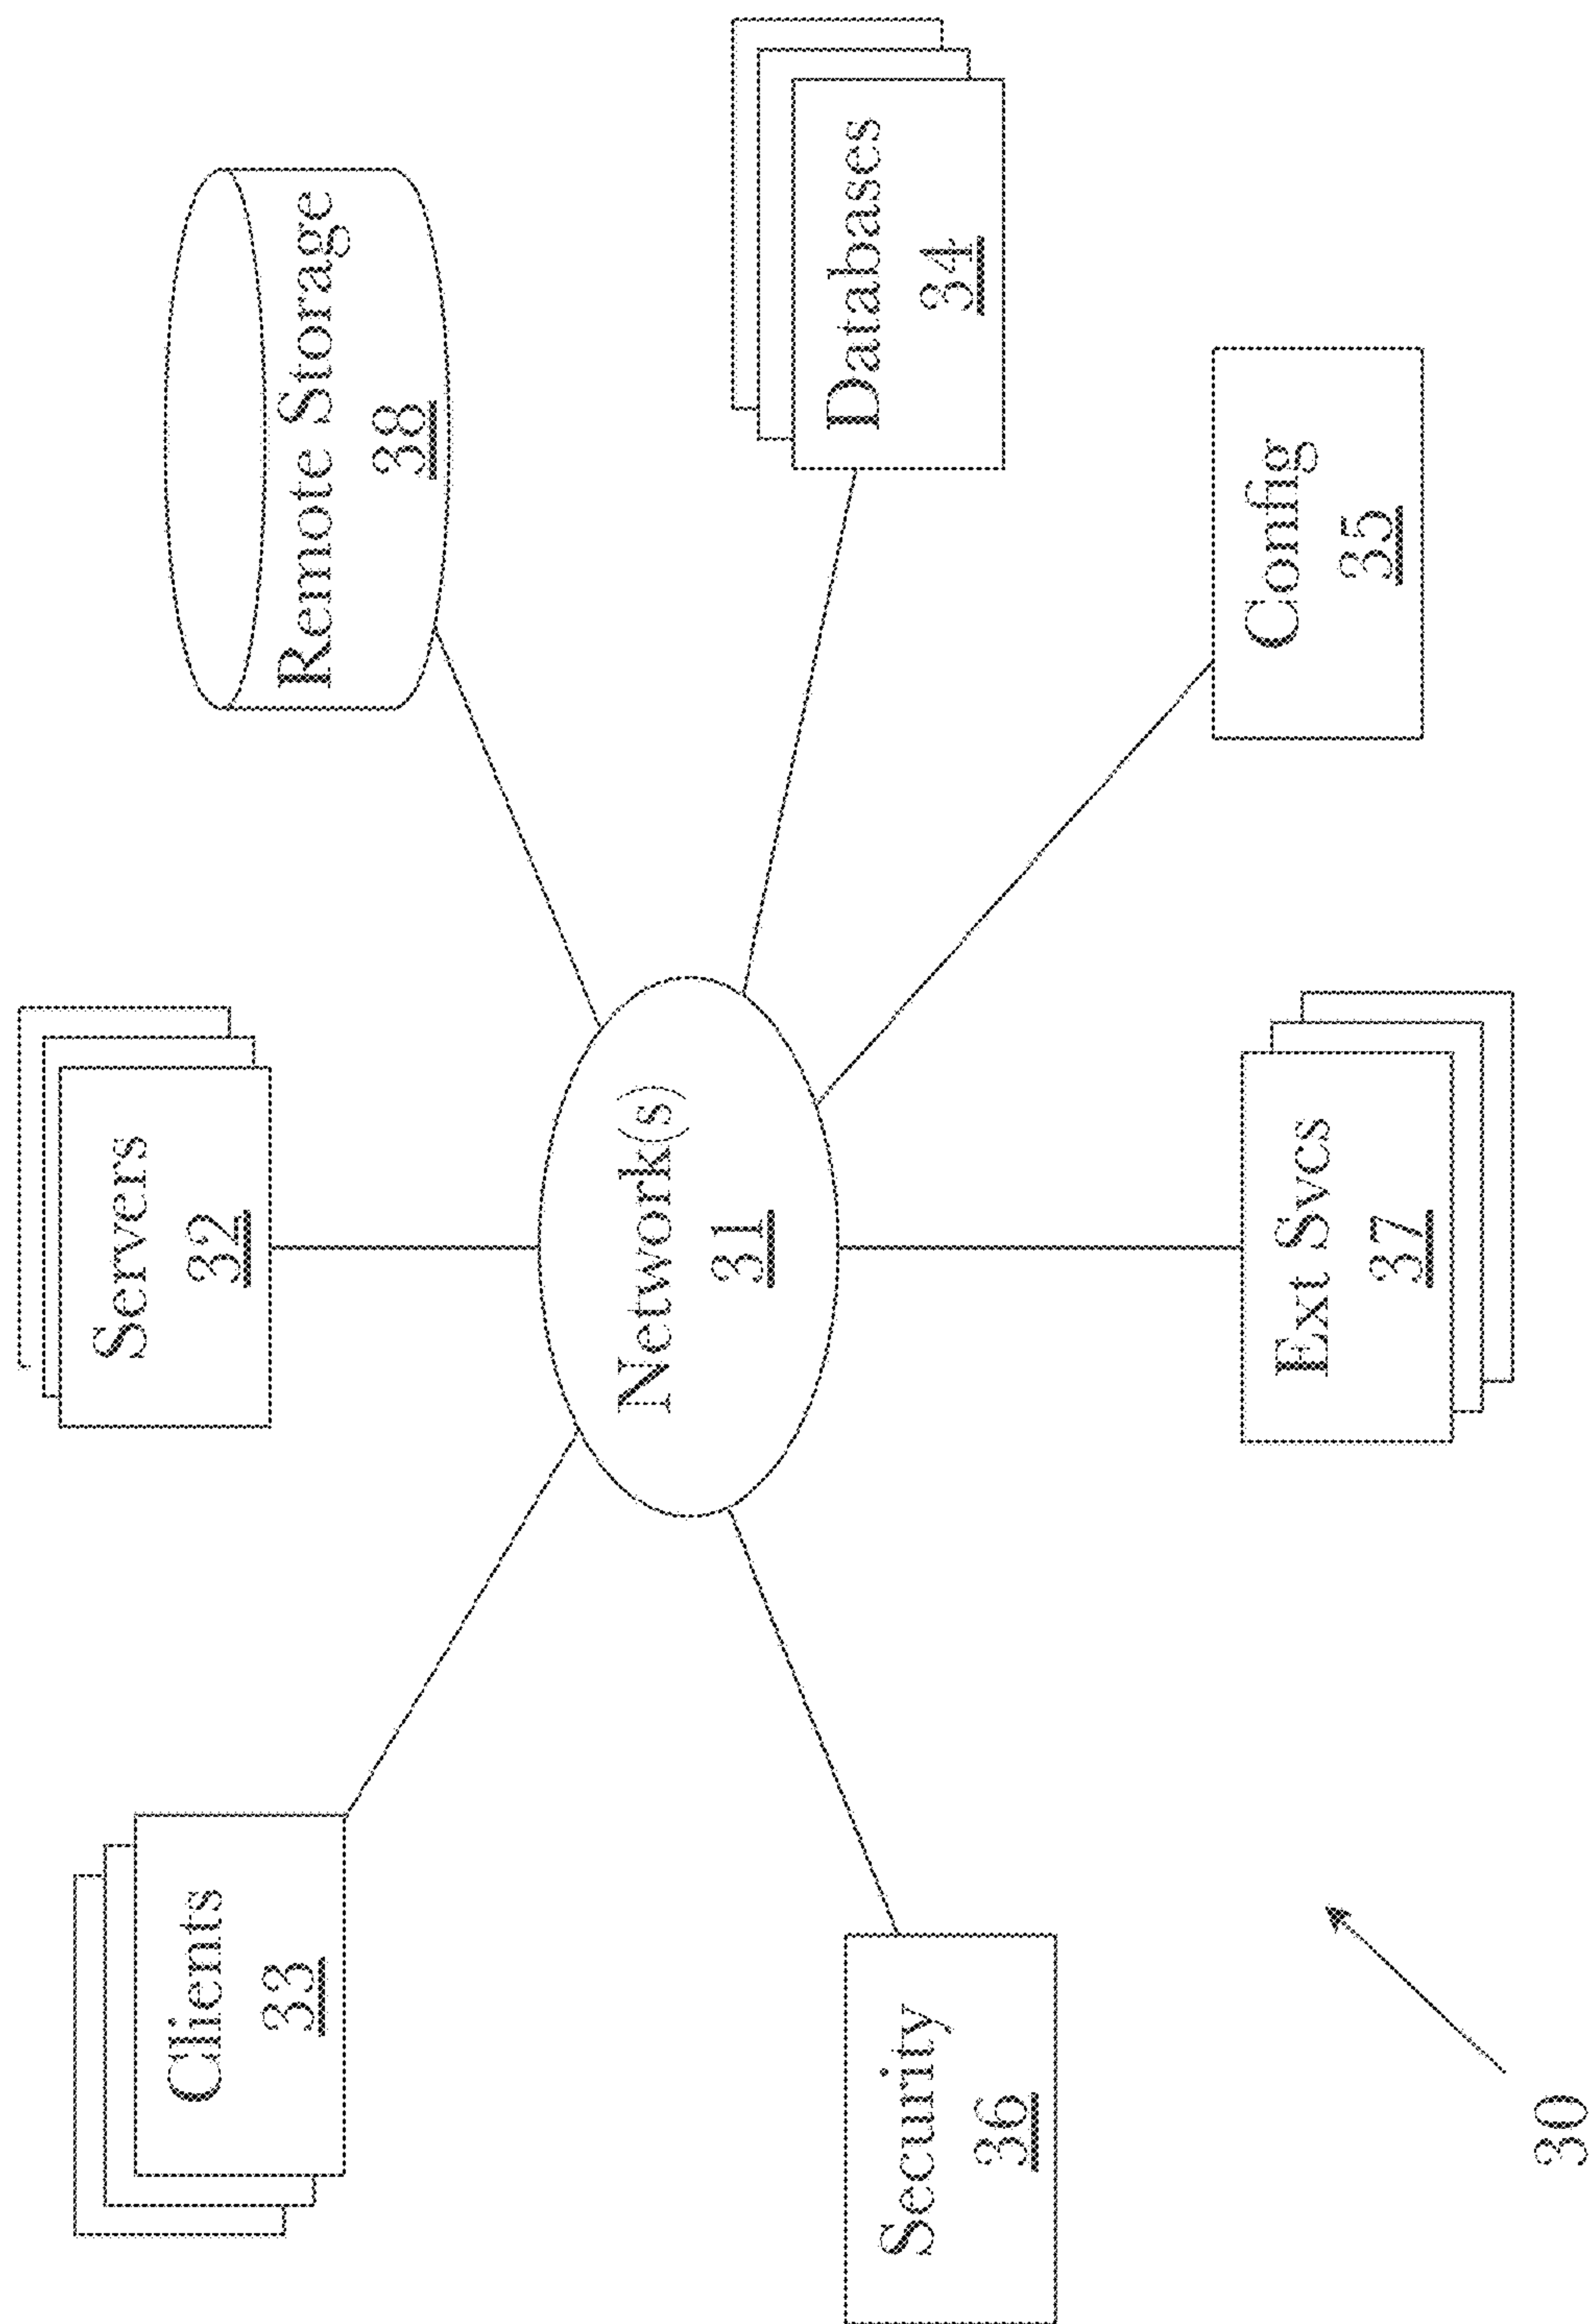 Clients
33
Servers
32
Remote Storage
38
Network(s)
31
Databases
34
Security
36
Ext Svcs
37
Config
35
30